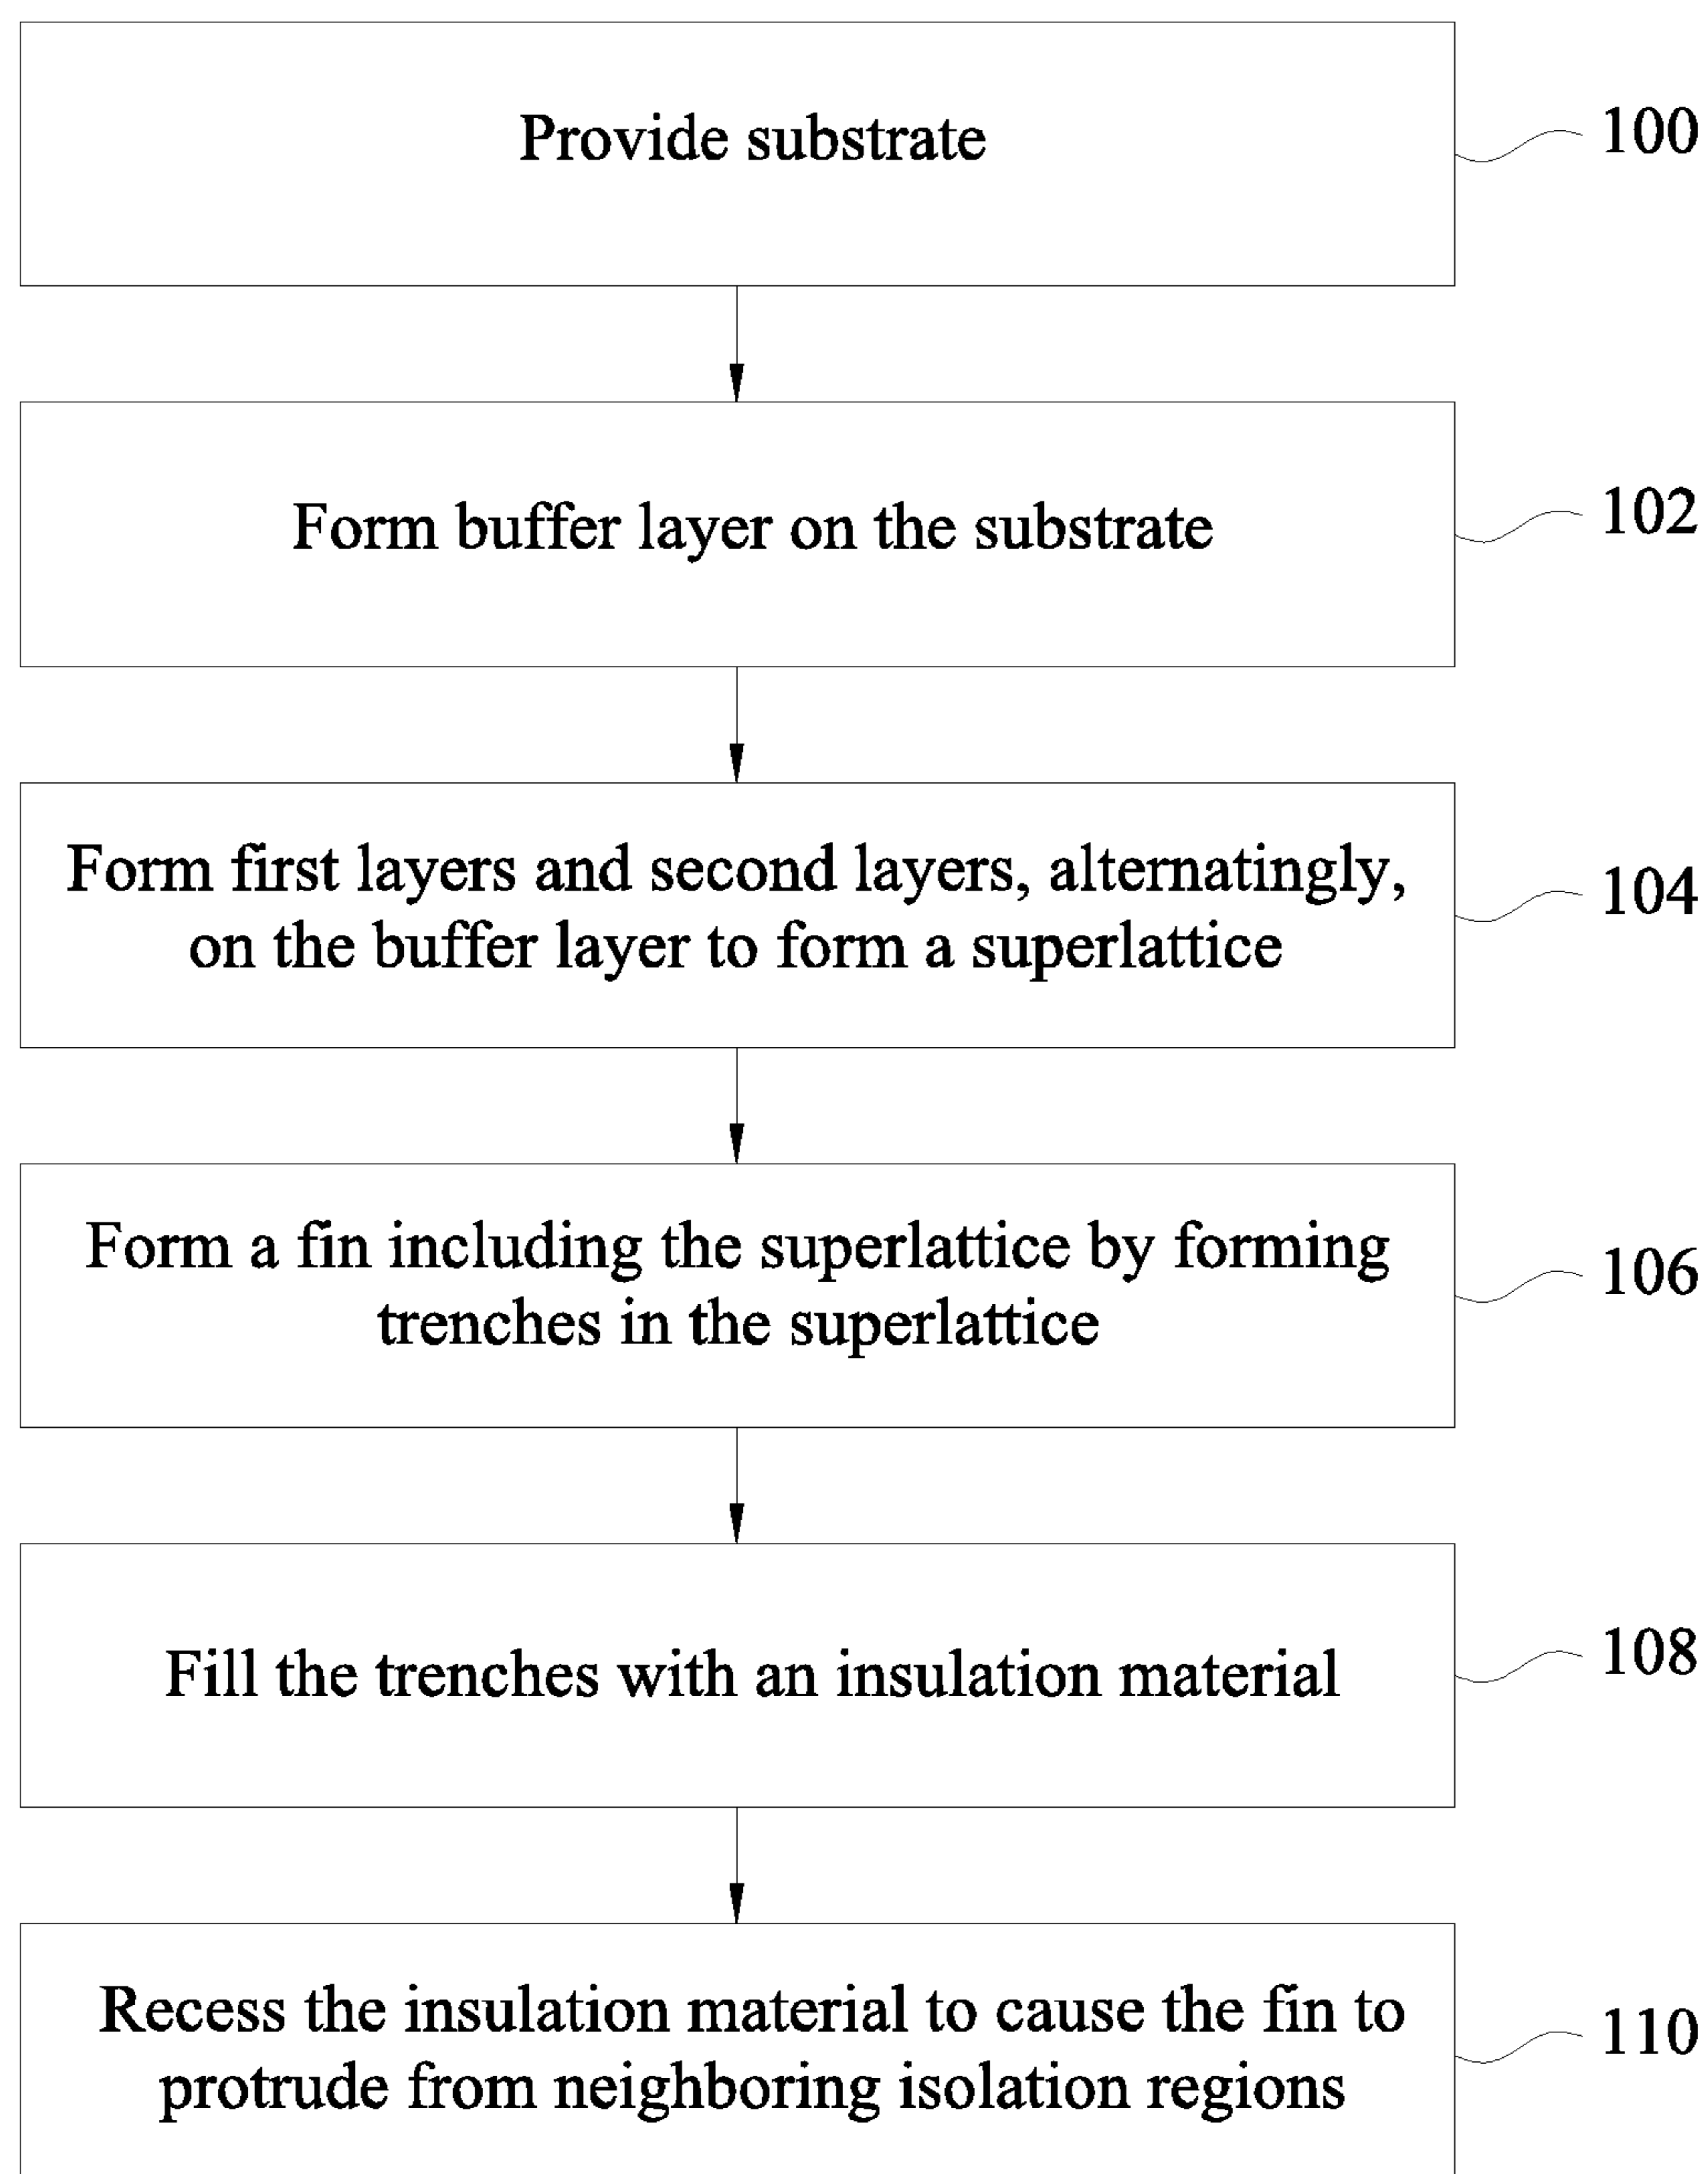 Provide substrate
100
Form buffer layer on the substrate
102
Form first layers and second layers, alternatingly,
on the buffer layer to form a superlattice
104
Form a fin including the superlattice by forming
trenches in the superlattice
106
Fill the trenches with an insulation material
108
Recess the insulation material to cause the fin to
protrude from neighboring isolation regions
110